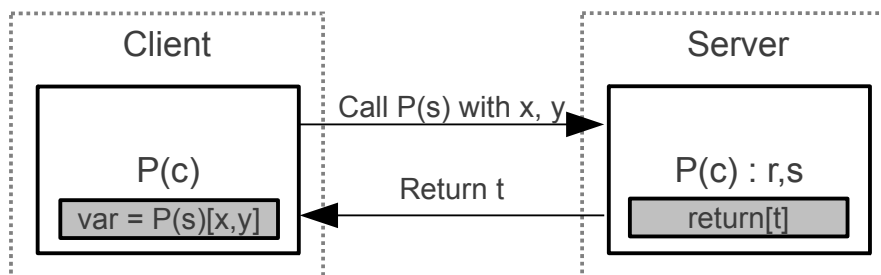 Client
Server
Call P(s) with x, y
P(c)
P(c) : r,s
Return t
var = P(s)[x,y]
return[t]